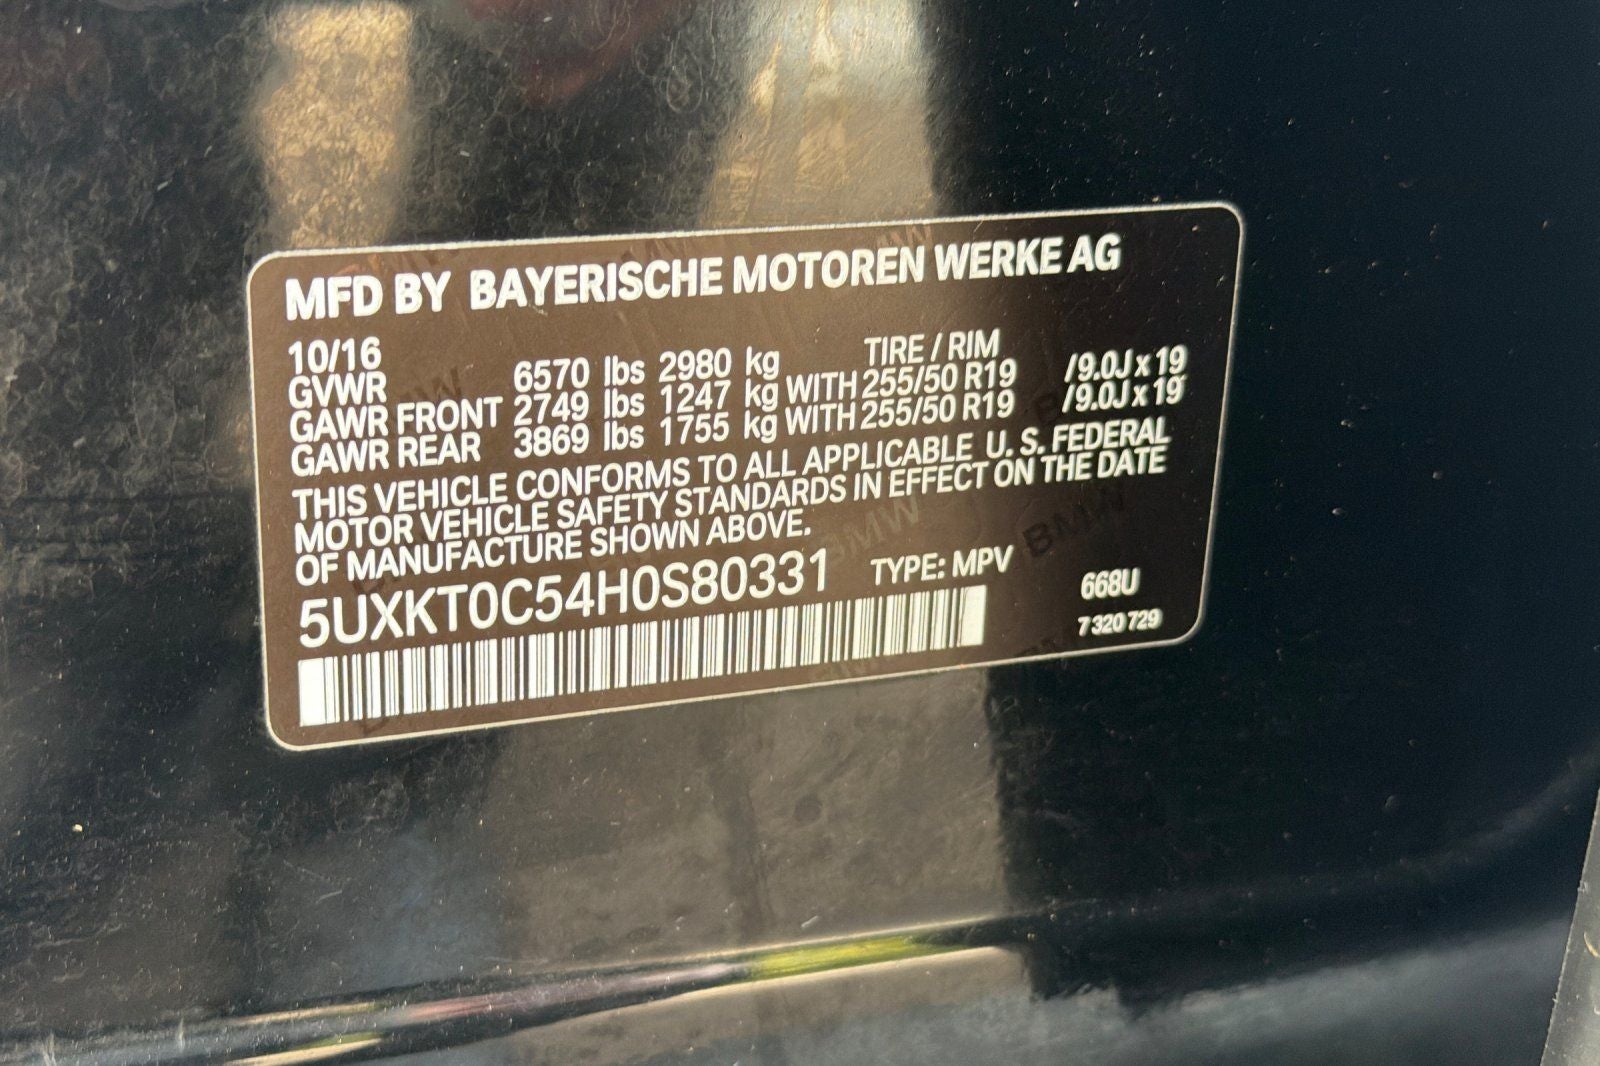 MFD BY BAYERISCHE MOTOREN WERKE AG
10/16 TIRE / RIM
GVWR 6570 lbs 2980 kg
GAWR FRONT 2749 lbs 1247 kg WITH 255/50 R19 /9.0J x 19
GAWR REAR 3869 lbs 1755 kg WITH 255/50 R19 /9.0J x 19
THIS VEHICLE CONFORMS TO ALL APPLICABLE U. S. FEDERAL
MOTOR VEHICLE SAFETY STANDARDS IN EFFECT ON THE DATE
OF MANUFACTURE SHOWN ABOVE.
5UXKT0C54H0S80331 TYPE: MPV 668U
7 320 729